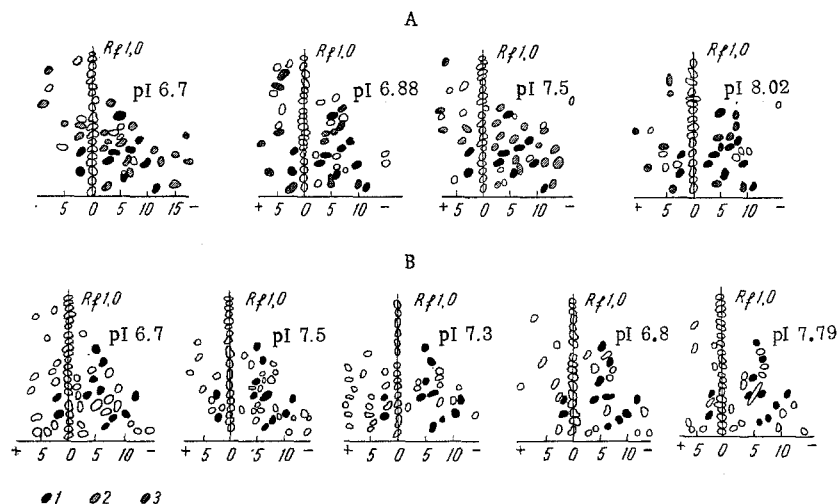 A
Rf 1,0 Rf 1,0 Rf 1,0 Rf 1,0
pI 6.7 pI 6.88 pI 7.5 pI 8.02
5 0 5 10 15 − + 5 0 5 10 − + 5 0 5 10 15 − + 5 0 5 10 −
B
Rf 1,0 Rf 1,0 Rf 1,0 Rf 1,0 Rf 1,0
pI 6.7 pI 7.5 pI 7.3 pI 6.8 pI 7.79
+ 5 0 5 10 − + 5 0 5 10 − + 5 0 5 10 − + 5 0 5 10 − + 5 0 5 10 −
1 2 3